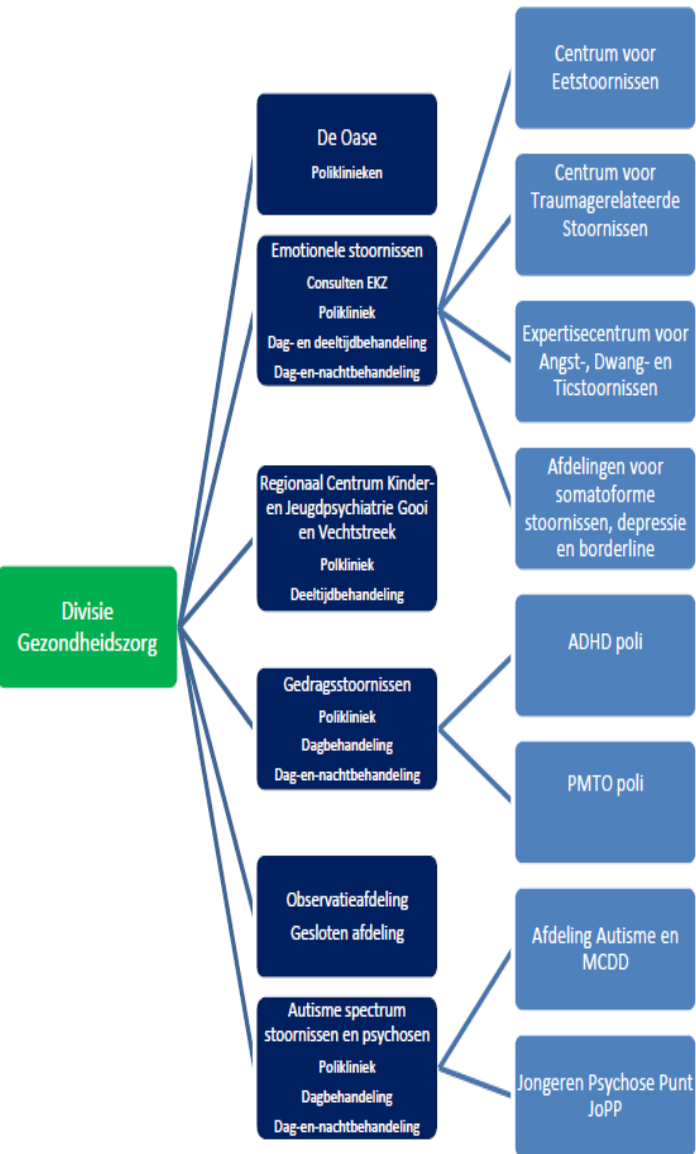 Divisie
Gezondheidszorg
De Oase
Poliklinieken
Emotionele stoornissen
Consulten EKZ
Polikliniek
Dag- en deeltijdbehandeling
Dag-en-nachtbehandeling
Centrum voor
Eetstoornissen
Centrum voor
Traumagerelateerde
Stoornissen
Expertisecentrum voor
Angst-, Dwang- en
Ticstoornissen
Afdelingen voor
somatoforme
stoornissen, depressie
en borderline
Regionaal Centrum Kinder-
en Jeugdpsychiatrie Gooi
en Vechtstreek
Polkliniek
Deeltijdbehandeling
Gedragsstoornissen
Polikliniek
Dagbehandeling
Dag-en-nachtbehandeling
ADHD poli
PMTO poli
Observatieafdeling
Gesloten afdeling
Autisme spectrum
stoornissen en psychosen
Polikliniek
Dagbehandeling
Dag-en-nachtbehandeling
Afdeling Autisme en
MCDD
Jongeren Psychose Punt
JoPP